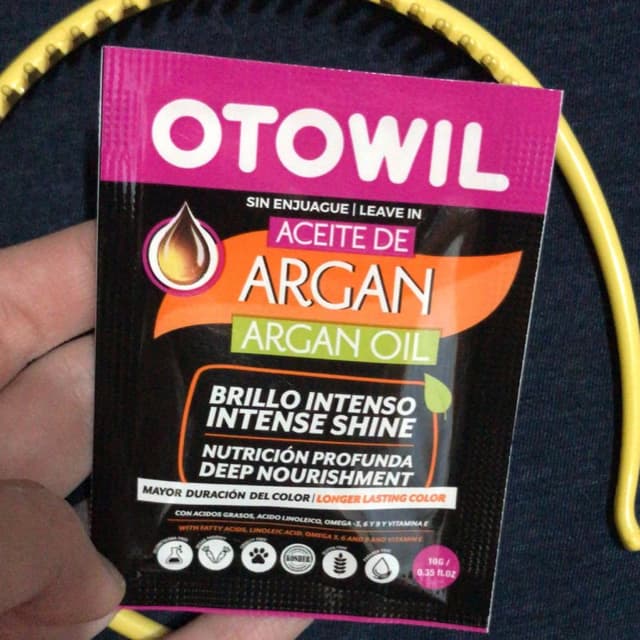 OTOWIL
SIN ENJUAGUE | LEAVE IN
ACEITE DE
ARGAN
ARGAN OIL
BRILLO INTENSO
INTENSE SHINE
NUTRICIÓN PROFUNDA
DEEP NOURISHMENT
MAYOR DURACIÓN DEL COLOR | LONGER LASTING COLOR
CON ACIDOS GRASOS, ACIDO LINOLEICO, OMEGA -3, 6 Y 9 Y VITAMINA E
WITH FATTY ACIDS, LINOLEIC ACID, OMEGA 3, 6 AND 9 AND VITAMIN E
KOSHER
10G /
0.35 fl.OZ